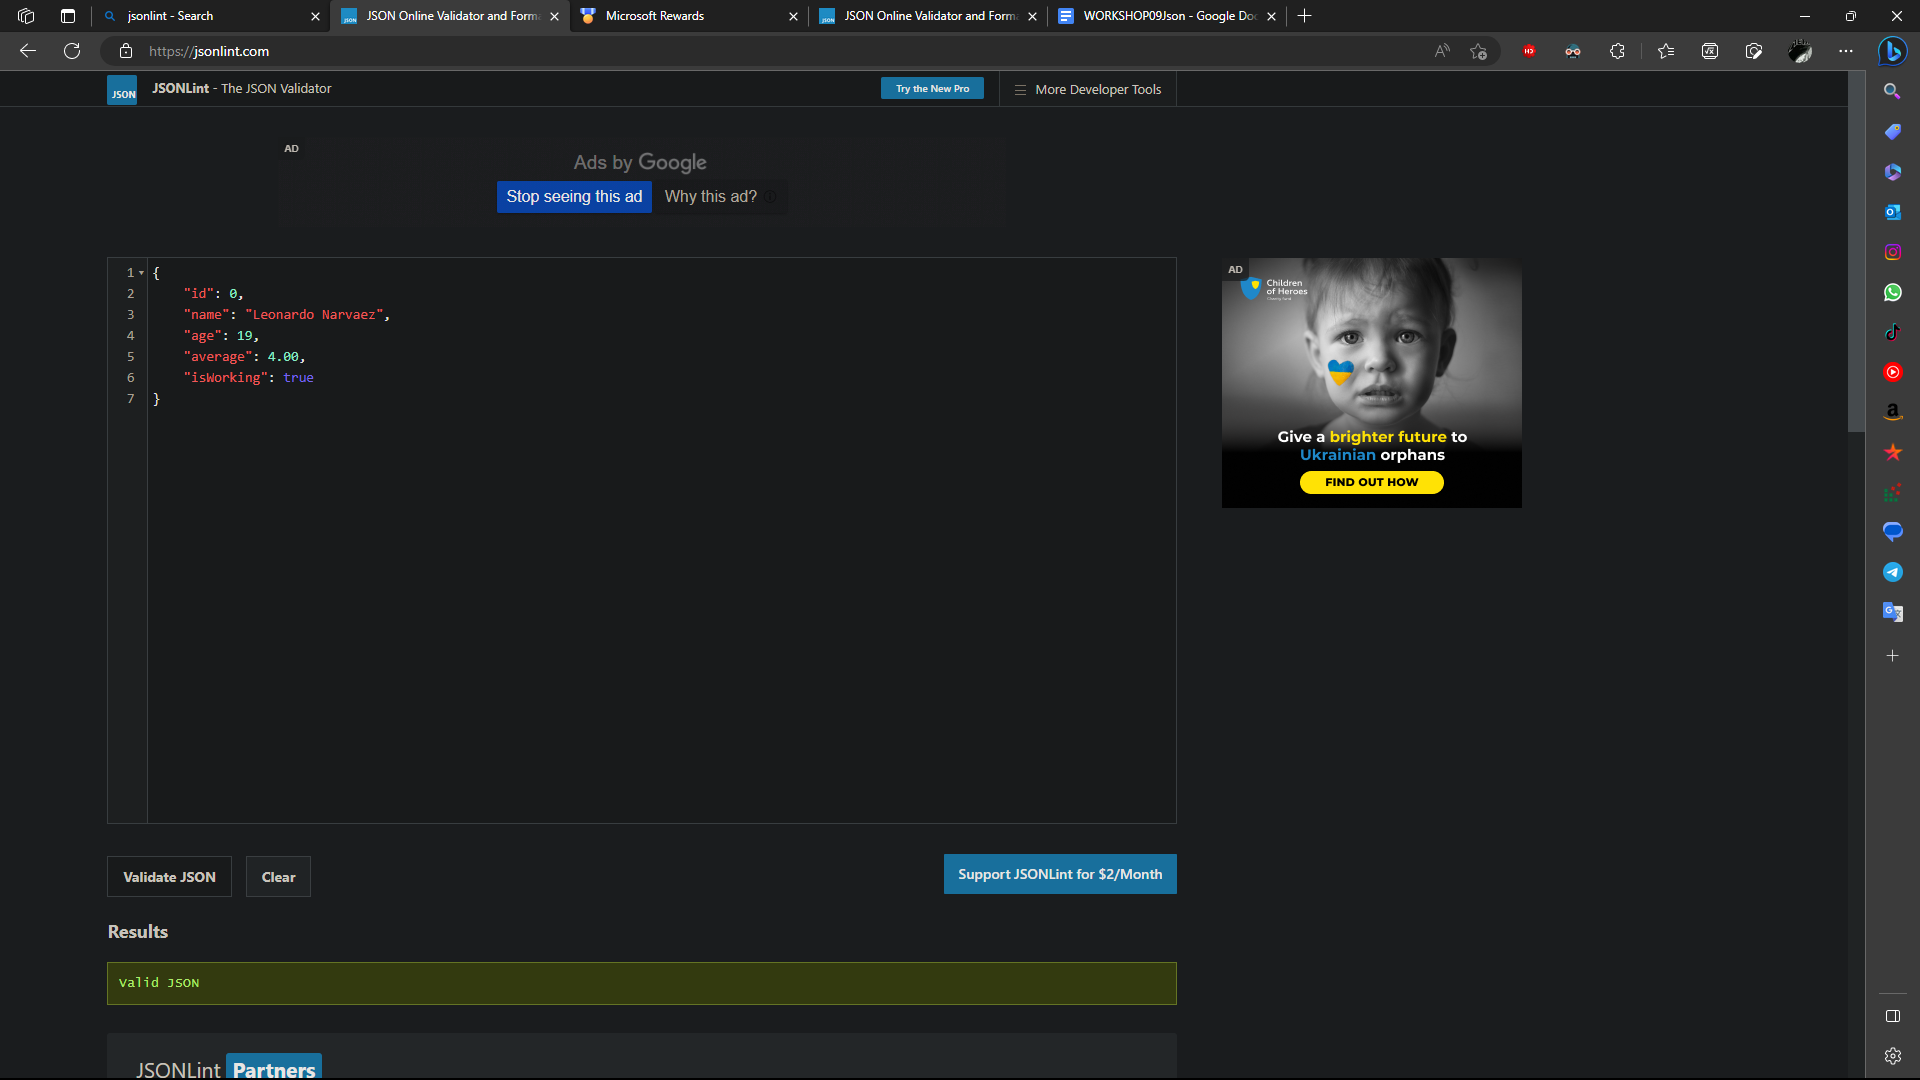 jsonlint - Search
JSON Online Validator and Form
Microsoft Rewards
JSON Online Validator and Form
WORKSHOP09Json - Google Do
https://jsonlint.com
JSON
JSONLint - The JSON Validator
Try the New Pro
More Developer Tools
AD
Ads by Google
Stop seeing this ad
Why this ad?
1
{
2
"id": 0,
3
"name": "Leonardo Narvaez",
4
"age": 19,
5
"average": 4.00,
6
"isWorking": true
7
}
AD
Children
of Heroes
Give a brighter future to
Ukrainian orphans
FIND OUT HOW
Validate JSON
Clear
Support JSONLint for $2/Month
Results
Valid JSON
JSONLint Partners